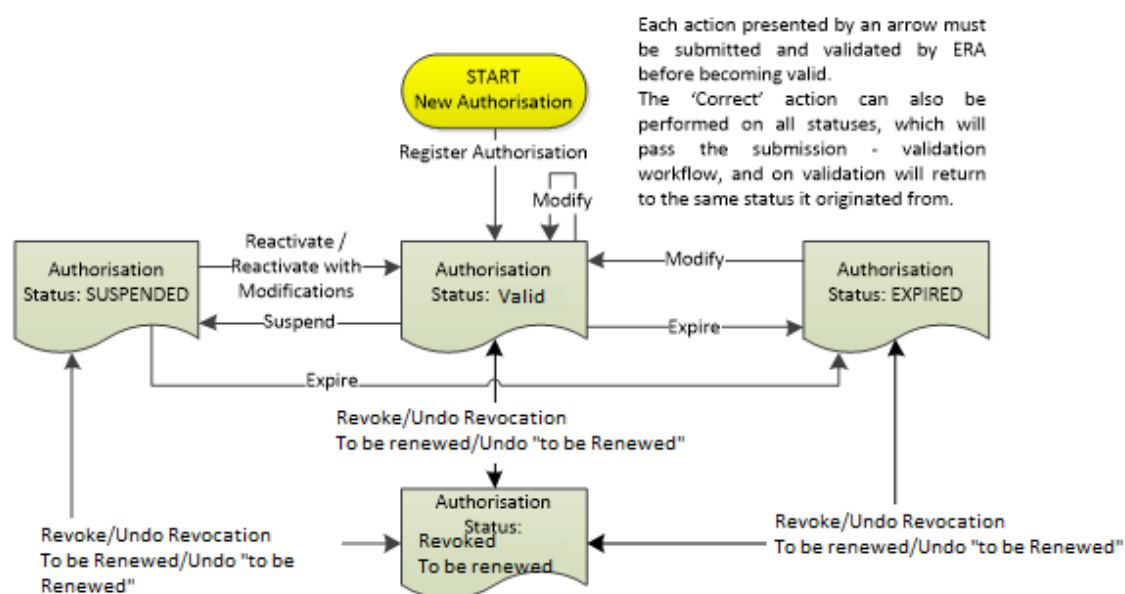 Each action presented by an arrow must
be submitted and validated by ERA
before becoming valid.
The 'Correct' action can also be
performed on all statuses, which will
pass the submission - validation
workflow, and on validation will return
to the same status it originated from.
START
New Authorisation
Register Authorisation
Modify
Authorisation
Status: SUSPENDED
Reactivate /
Reactivate with
Modifications
Suspend
Authorisation
Status: Valid
Modify
Expire
Authorisation
Status: EXPIRED
Expire
Revoke/Undo Revocation
To be renewed/Undo "to be Renewed"
Revoke/Undo Revocation
To be Renewed/Undo "to be
Renewed"
Authorisation
Status:
Revoked
To be renewed
Revoke/Undo Revocation
To be renewed/Undo "to be Renewed"